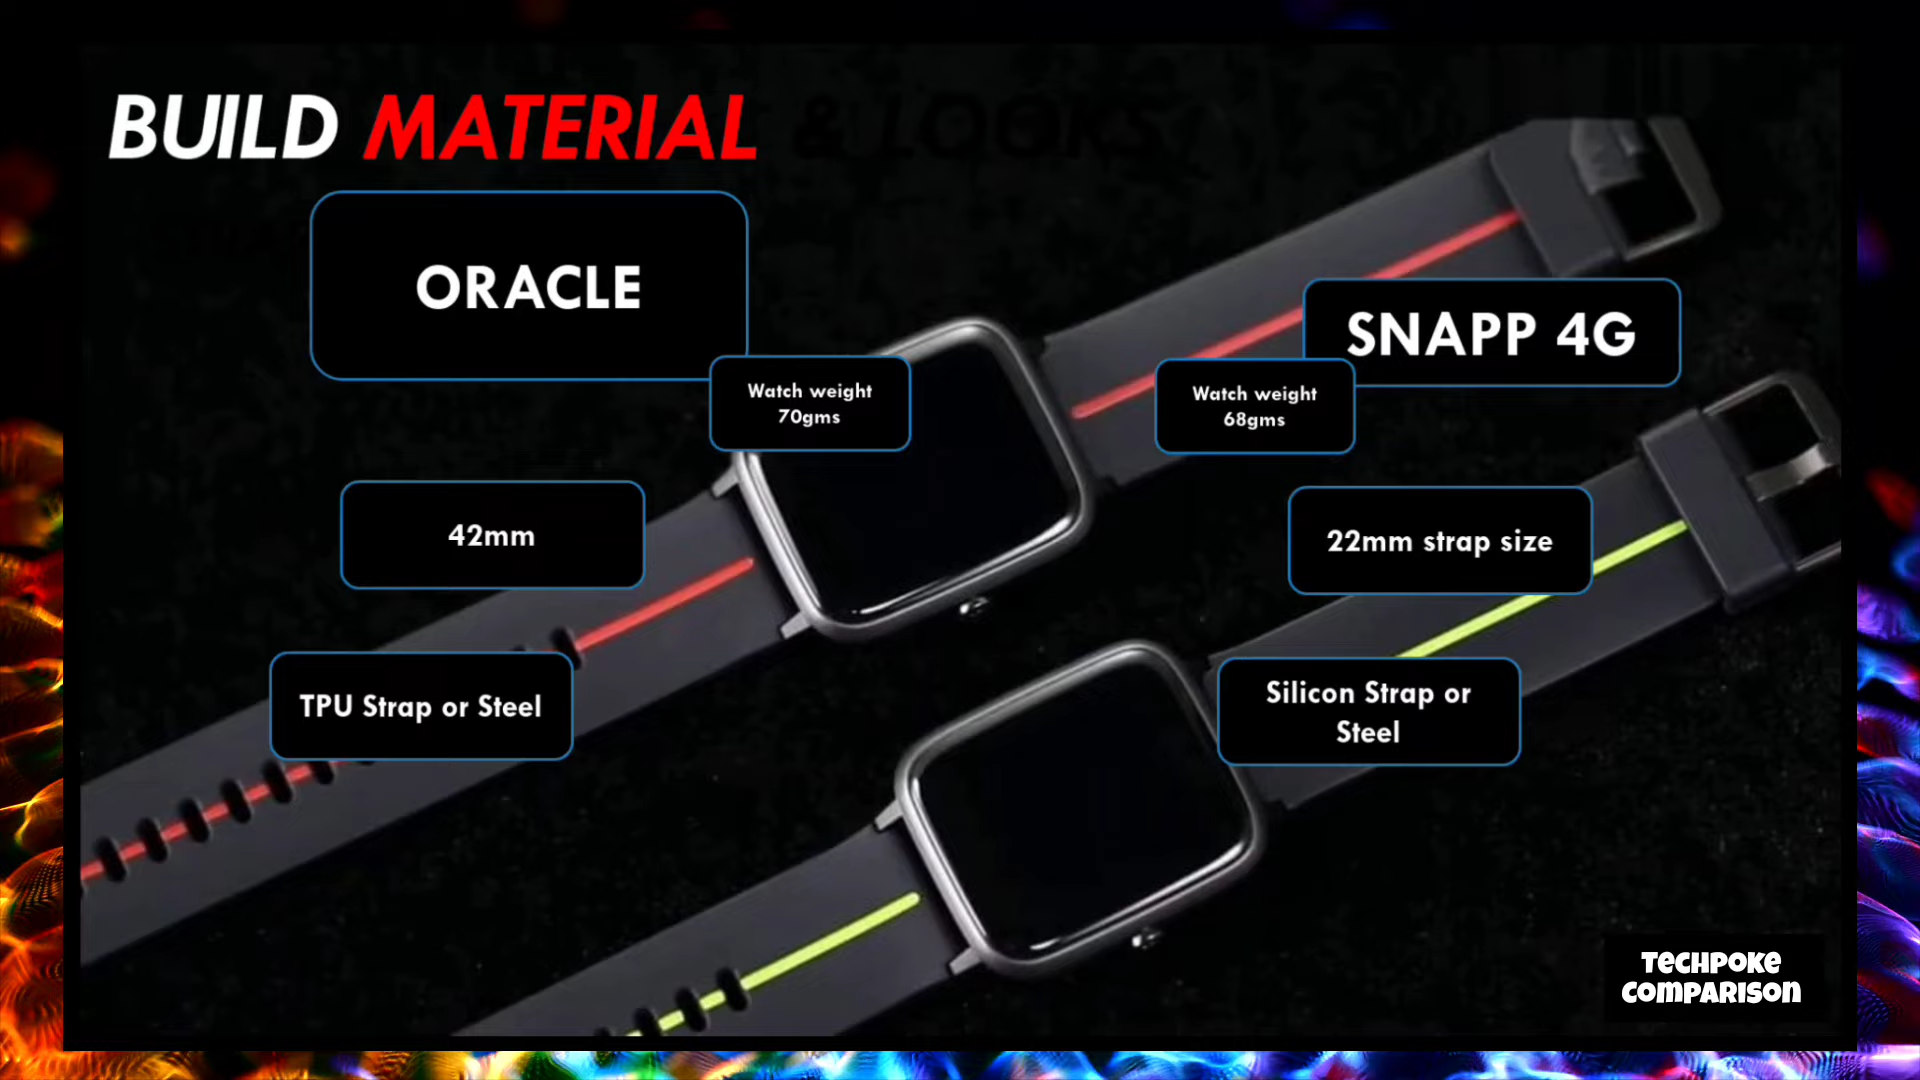 BUILD MATERIAL & LOOKS
ORACLE
SNAPP 4G
Watch weight
70gms
Watch weight
68gms
42mm
22mm strap size
TPU Strap or Steel
Silicon Strap or
Steel
TECHPOKE
COMPARISON